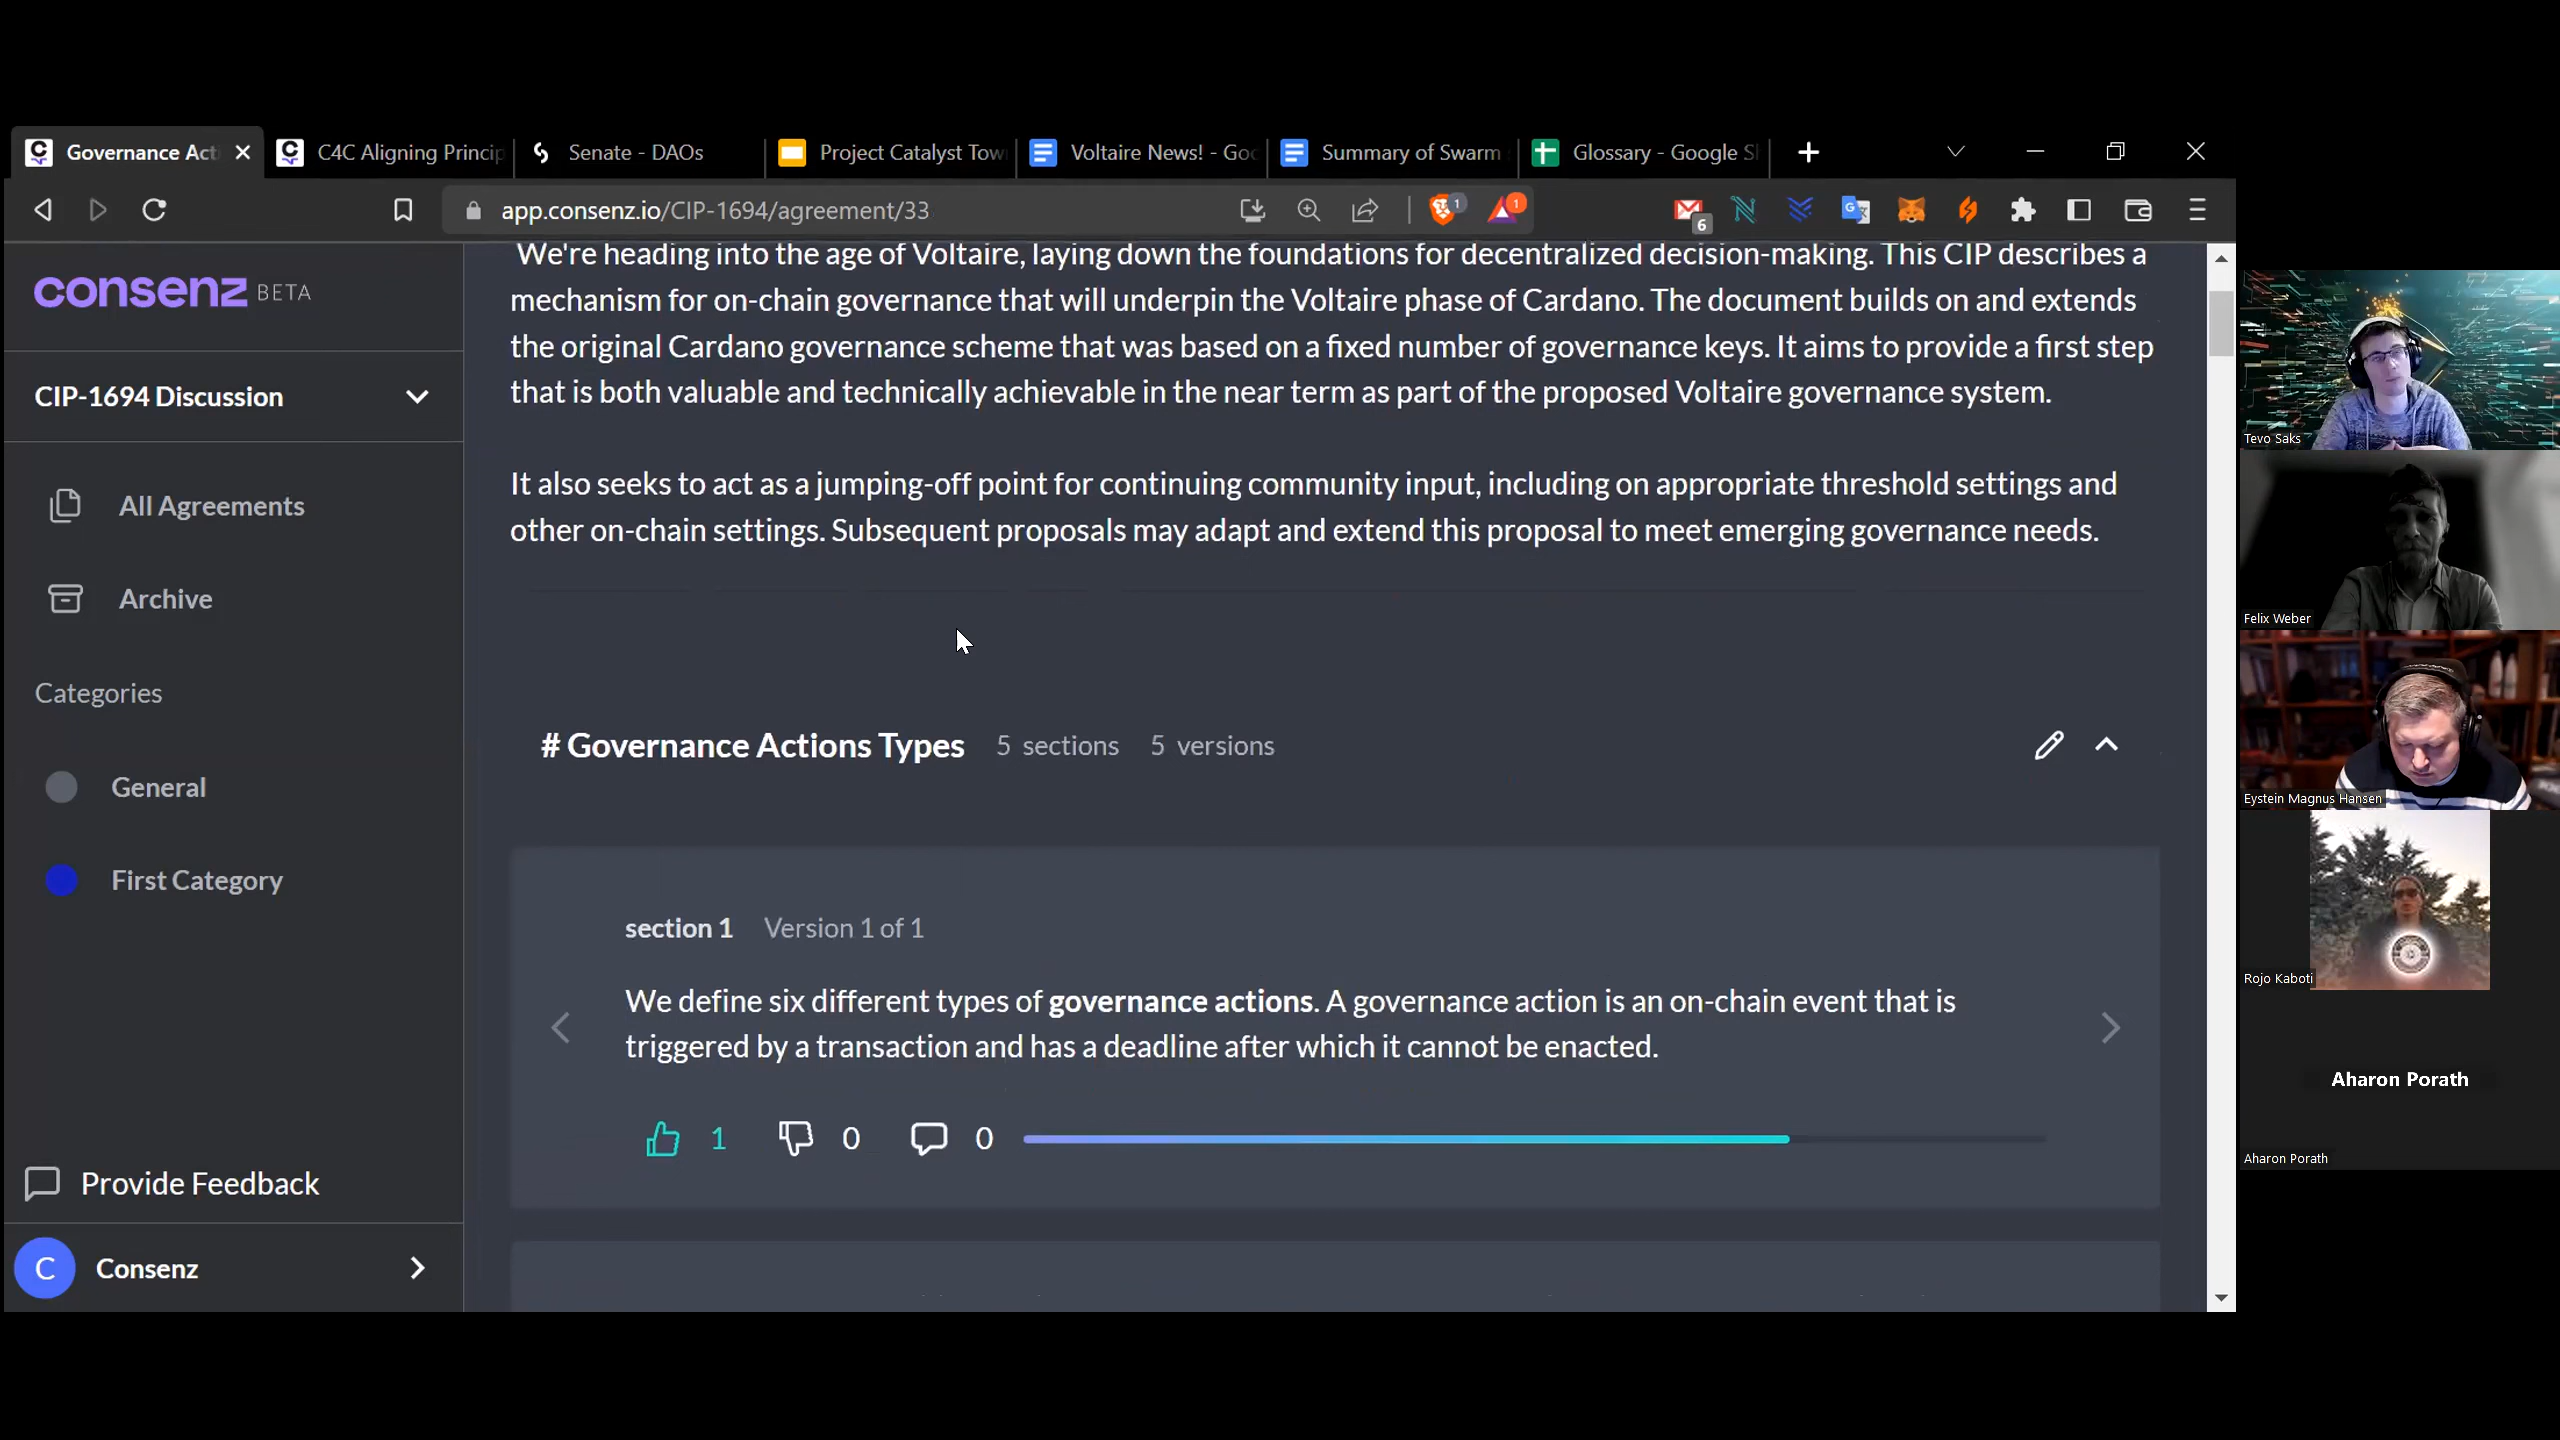 Governance Act
C4C Aligning Princip
Senate - DAOs
Project Catalyst Tow
Voltaire News! - Goo
Summary of Swarm
Glossary - Google Sh
app.consenz.io/CIP-1694/agreement/33
1
1
6
consenz BETA
CIP-1694 Discussion
All Agreements
Archive
Categories
General
First Category
Provide Feedback
C
Consenz
We're heading into the age of Voltaire, laying down the foundations for decentralized decision-making. This CIP describes a
mechanism for on-chain governance that will underpin the Voltaire phase of Cardano. The document builds on and extends
the original Cardano governance scheme that was based on a fixed number of governance keys. It aims to provide a first step
that is both valuable and technically achievable in the near term as part of the proposed Voltaire governance system.
It also seeks to act as a jumping-off point for continuing community input, including on appropriate threshold settings and
other on-chain settings. Subsequent proposals may adapt and extend this proposal to meet emerging governance needs.
# Governance Actions Types 5 sections 5 versions
section 1 Version 1 of 1
We define six different types of governance actions. A governance action is an on-chain event that is
triggered by a transaction and has a deadline after which it cannot be enacted.
1 0 0
Tevo Saks
Felix Weber
Eystein Magnus Hansen
Rojo Kaboti
Aharon Porath
Aharon Porath